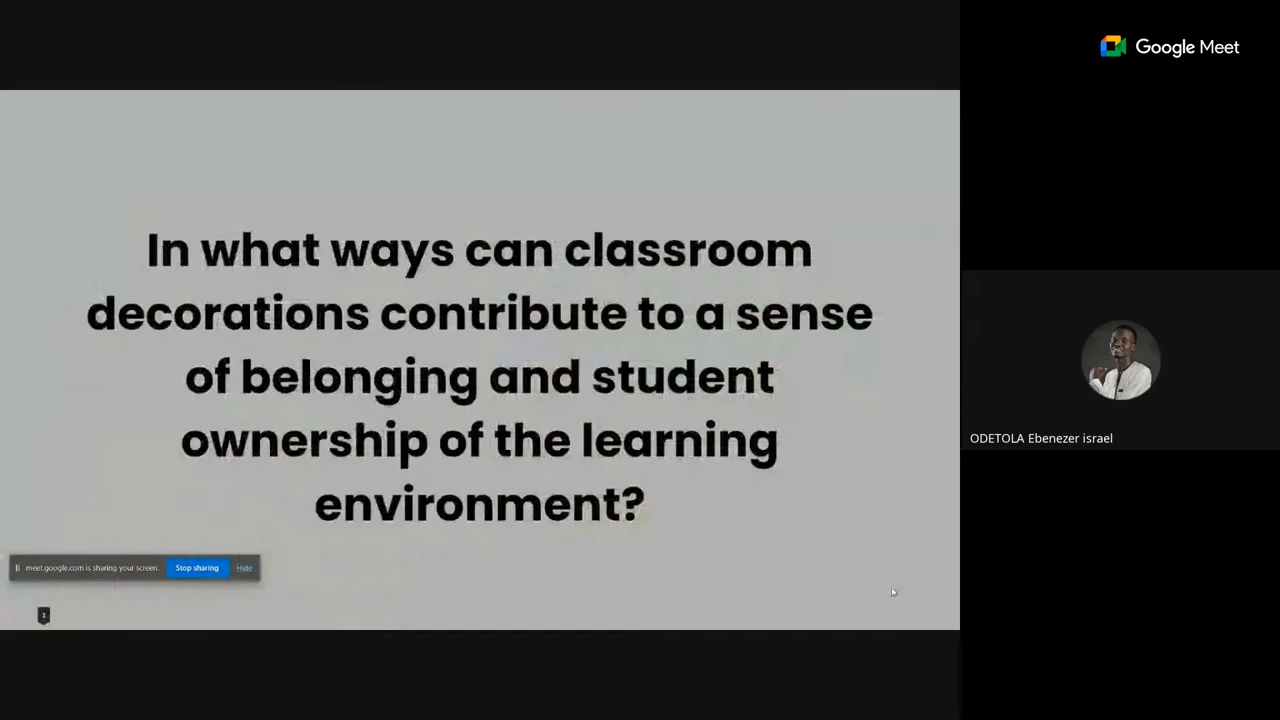 Google Meet
In what ways can classroom
decorations contribute to a sense
of belonging and student
ownership of the learning
environment?
ODETOLA Ebenezer israel
meet.google.com is sharing your screen.
Stop sharing
Hide
1